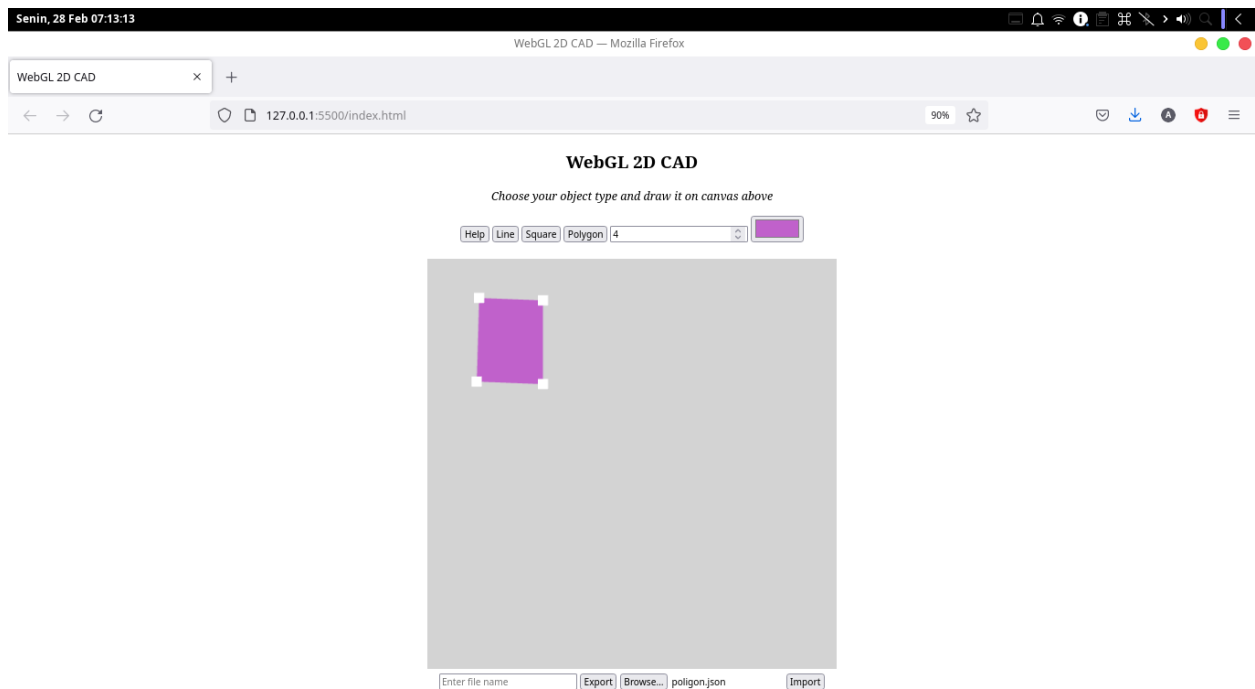 Senin, 28 Feb 07:13:13
WebGL 2D CAD — Mozilla Firefox
WebGL 2D CAD
127.0.0.1:5500/index.html 90% A
WebGL 2D CAD
Choose your object type and draw it on canvas above
Help Line Square Polygon 4
Enter file name Export Browse... poligon.json Import